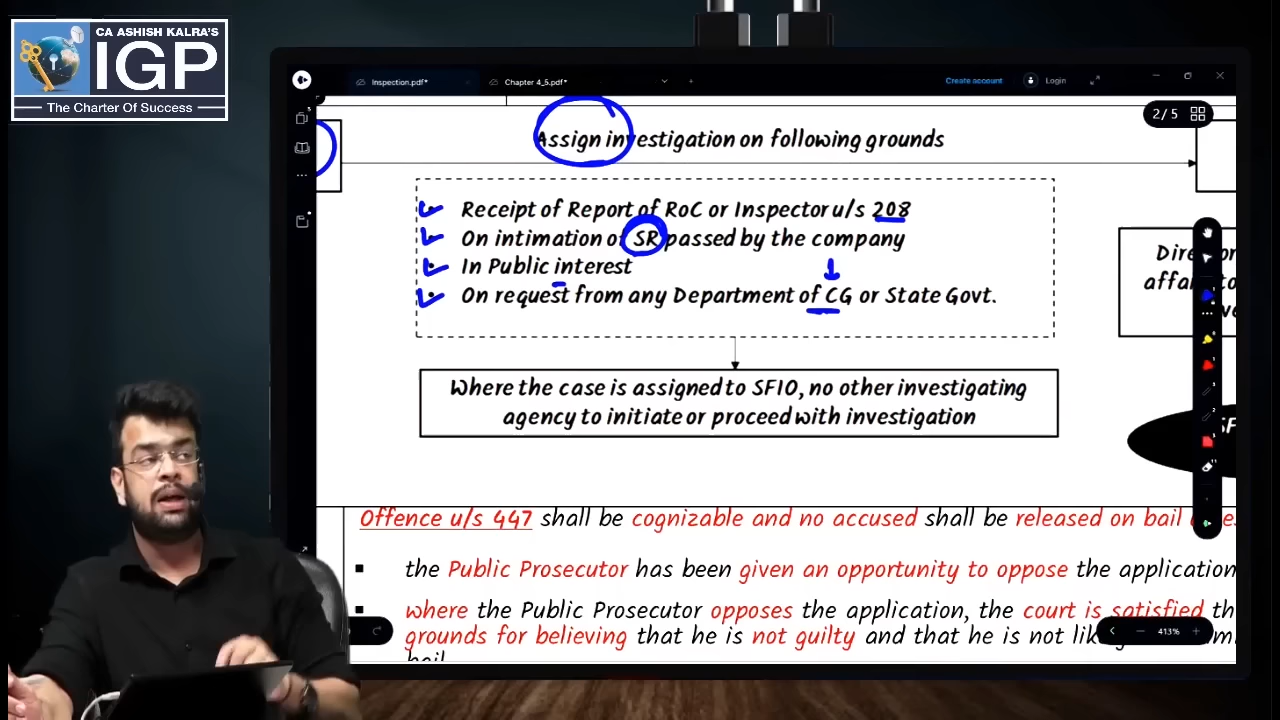 CA ASHISH KALRA'S
IGP
The Charter Of Success
Inspection.pdf*
Chapter 4_5.pdf*
Create account
Login
2/5
Assign investigation on following grounds
Receipt of Report of RoC or Inspector u/s 208
On intimation of SR passed by the company
In Public interest
On request from any Department of CG or State Govt.
Where the case is assigned to SFIO, no other investigating
agency to initiate or proceed with investigation
Offence u/s 447 shall be cognizable and no accused shall be released on bail
the Public Prosecutor has been given an opportunity to oppose the application
where the Public Prosecutor opposes the application, the court is satisfied
grounds for believing that he is not guilty and that he is not
bail
413%